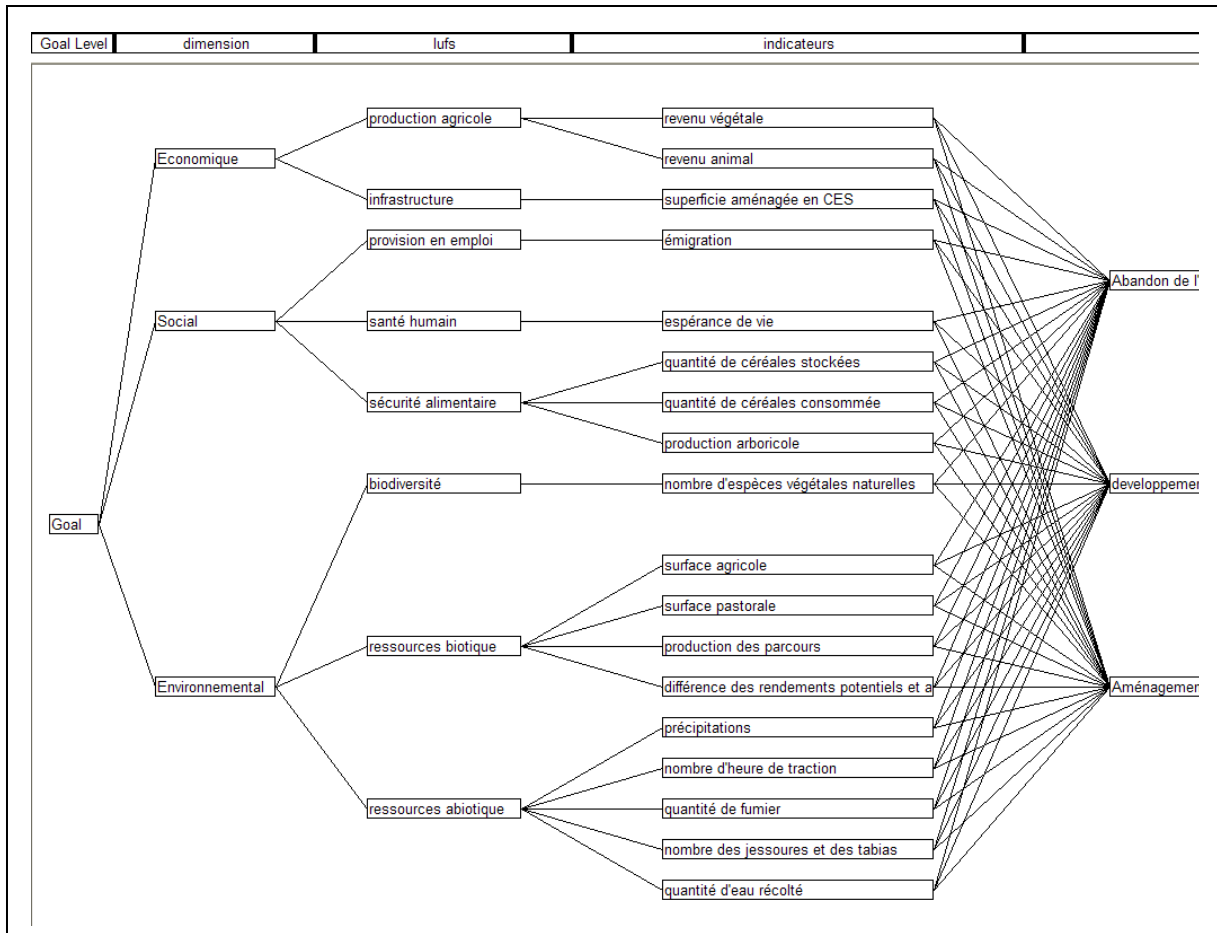 Goal Level dimension lufs indicateurs
production agricole
revenu végétale
Economique
revenu animal
infrastructure
superficie aménagée en CES
provision en emploi
émigration
Abandon de l'
Social
santé humain
espérance de vie
quantité de céréales stockées
sécurité alimentaire
quantité de céréales consommée
production arboricole
biodiversité
nombre d'espèces végétales naturelles
developpemen
Goal
surface agricole
surface pastorale
ressources biotique
production des parcours
Environnemental
différence des rendements potentiels et a
Aménagemen
précipitations
nombre d'heure de traction
ressources abiotique
quantité de fumier
nombre des jessoures et des tabias
quantité d'eau récolté